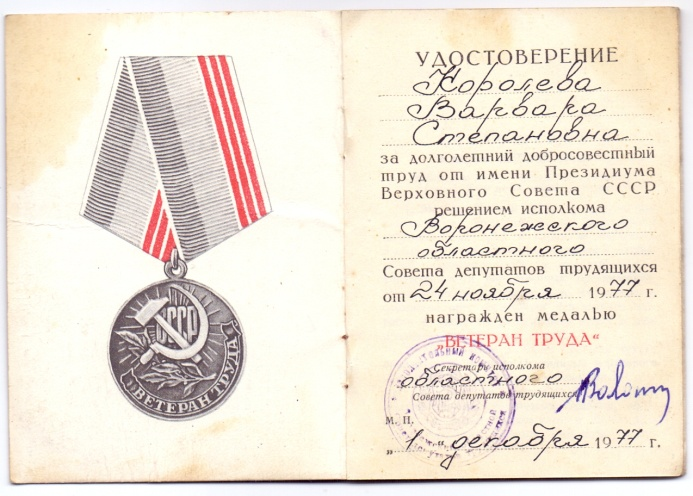 СССР
ВЕТЕРАН ТРУДА
УДОСТОВЕРЕНИЕ
Королева
Варвара
Степановна
за долголетний добросовестный
труд от имени Президиума
Верховного Совета СССР
решением исполкома
Воронежского
областного
Совета депутатов трудящихся
от 24 ноября 1977 г.
награжден медалью
„ВЕТЕРАН ТРУДА“
Секретарь исполкома
областного
Совета депутатов трудящихся
М. П.
„1“ декабря 1977 г.